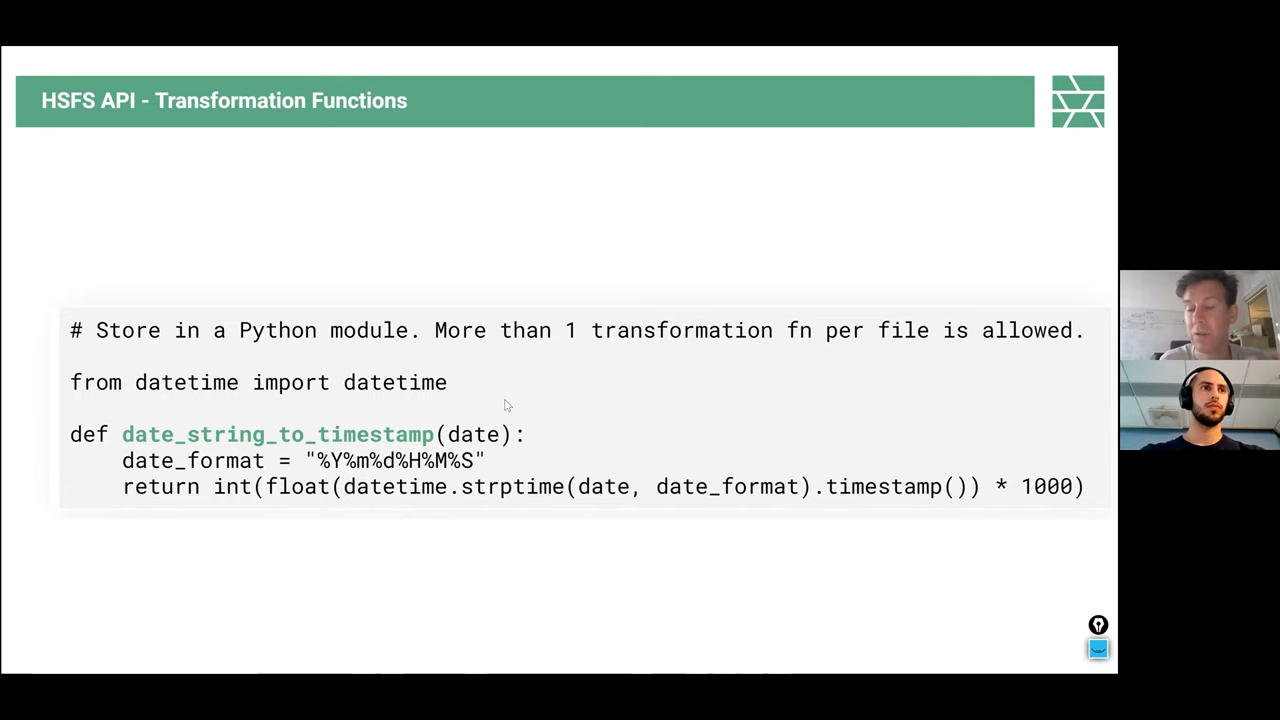 HSFS API - Transformation Functions
# Store in a Python module. More than 1 transformation fn per file is allowed.
from datetime import datetime
def date_string_to_timestamp(date):
    date_format = "%Y%m%d%H%M%S"
    return int(float(datetime.strptime(date, date_format).timestamp()) * 1000)